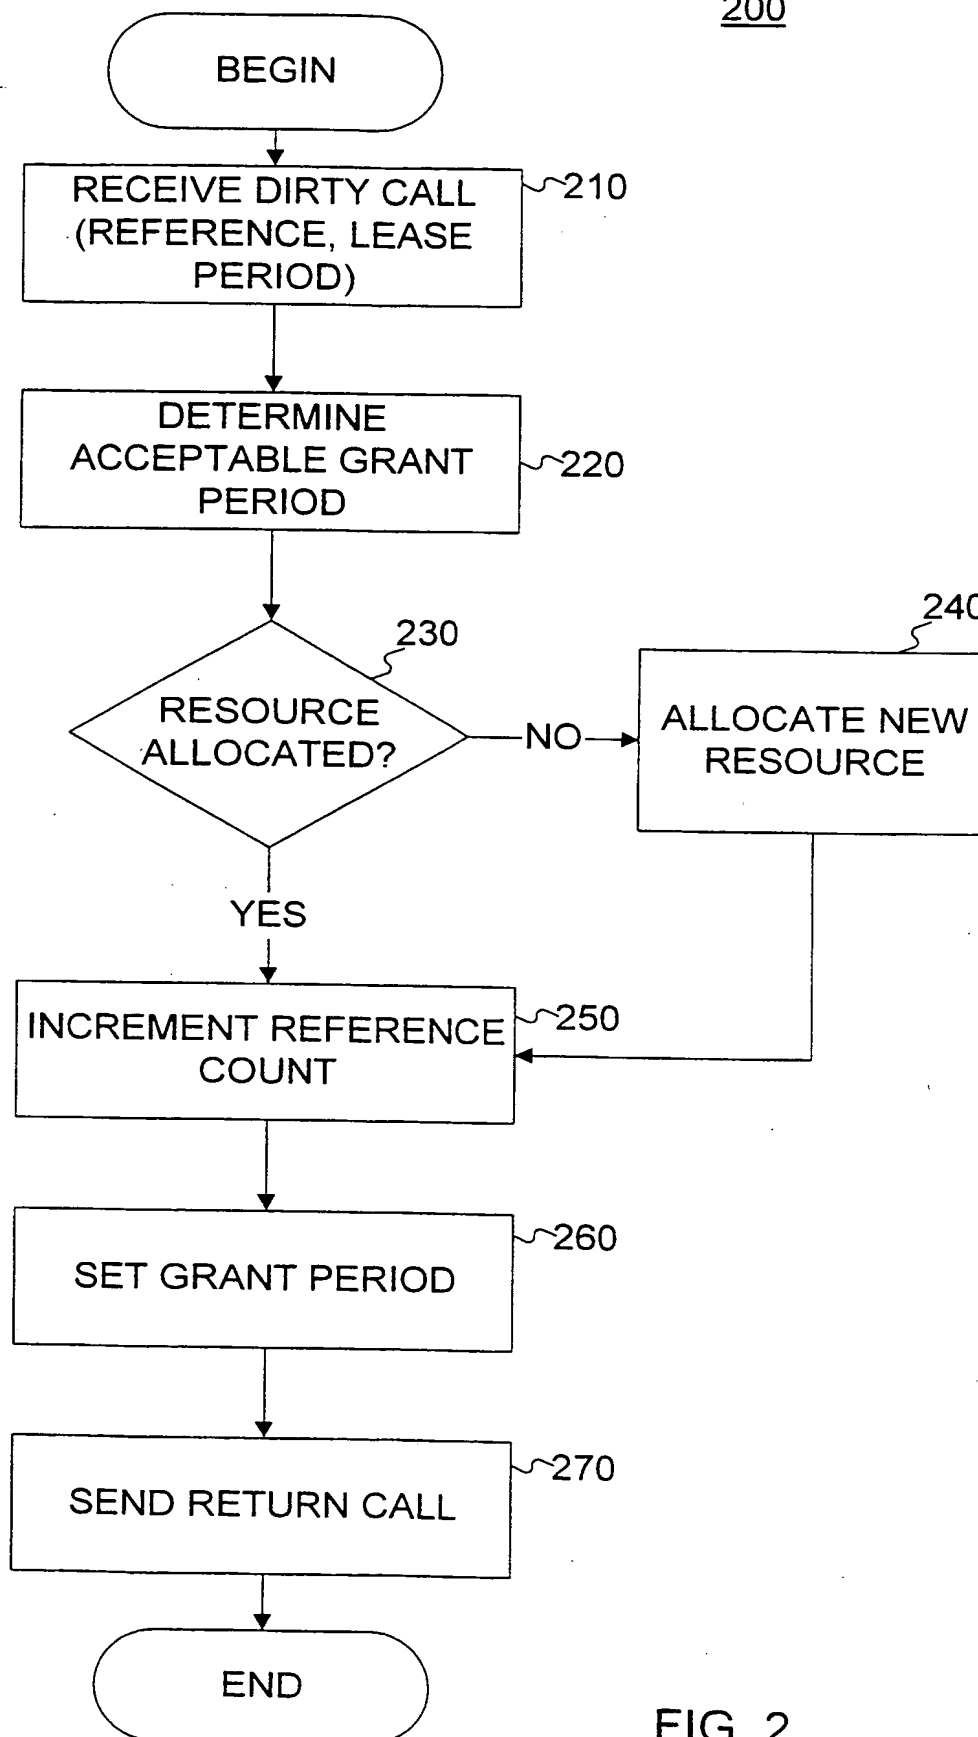 200
BEGIN
RECEIVE DIRTY CALL
(REFERENCE, LEASE
PERIOD)
210
DETERMINE
ACCEPTABLE GRANT
PERIOD
220
230
RESOURCE
ALLOCATED?
NO
240
ALLOCATE NEW
RESOURCE
YES
INCREMENT REFERENCE
COUNT
250
SET GRANT PERIOD
260
SEND RETURN CALL
270
END
FIG. 2